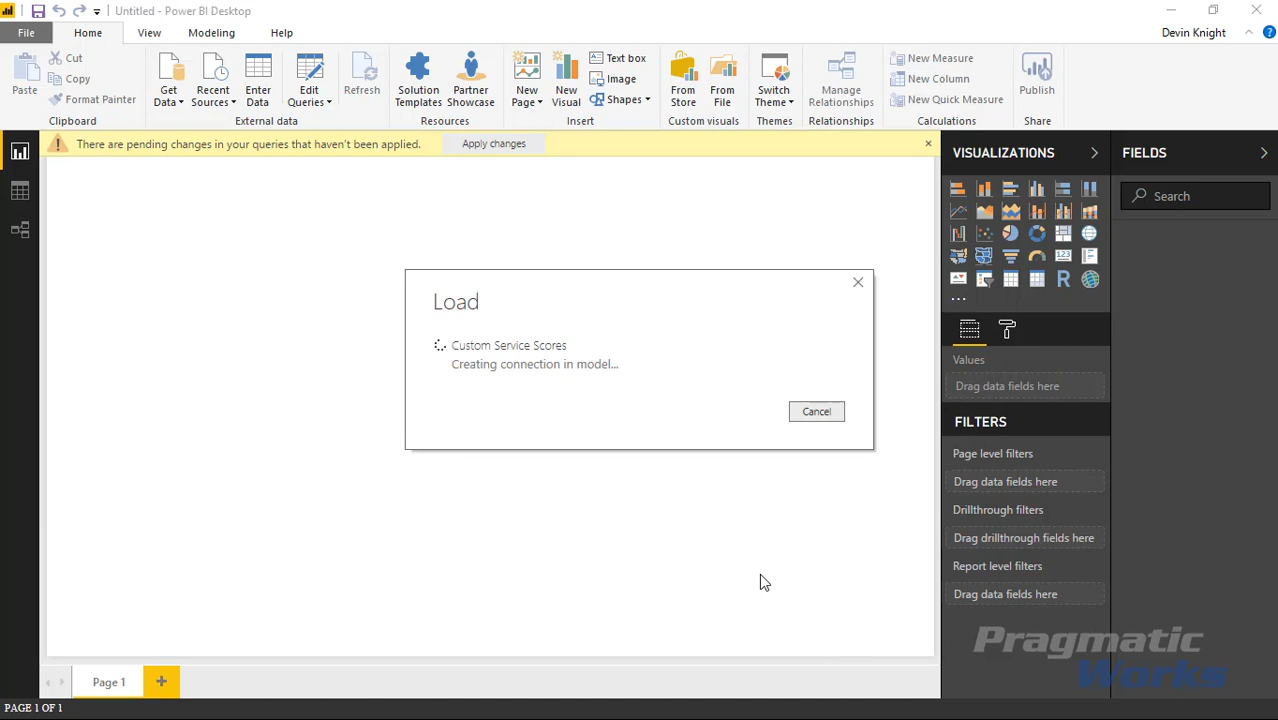 Untitled - Power BI Desktop
File Home View Modeling Help Devin Knight
Paste
Cut
Copy
Format Painter
Clipboard
Get Data
Recent Sources
Enter Data
Edit Queries
Refresh
External data
Solution Templates
Partner Showcase
Resources
New Page
New Visual
Text box
Image
Shapes
Insert
From Store
From File
Custom visuals
Switch Theme
Themes
Manage Relationships
Relationships
New Measure
New Column
New Quick Measure
Calculations
Publish
Share
There are pending changes in your queries that haven't been applied. Apply changes
Load
Custom Service Scores
Creating connection in model...
Cancel
VISUALIZATIONS
123
R
Values
Drag data fields here
FILTERS
Page level filters
Drag data fields here
Drillthrough filters
Drag drillthrough fields here
Report level filters
Drag data fields here
FIELDS
Search
Pragmatic
Works
Page 1
PAGE 1 OF 1